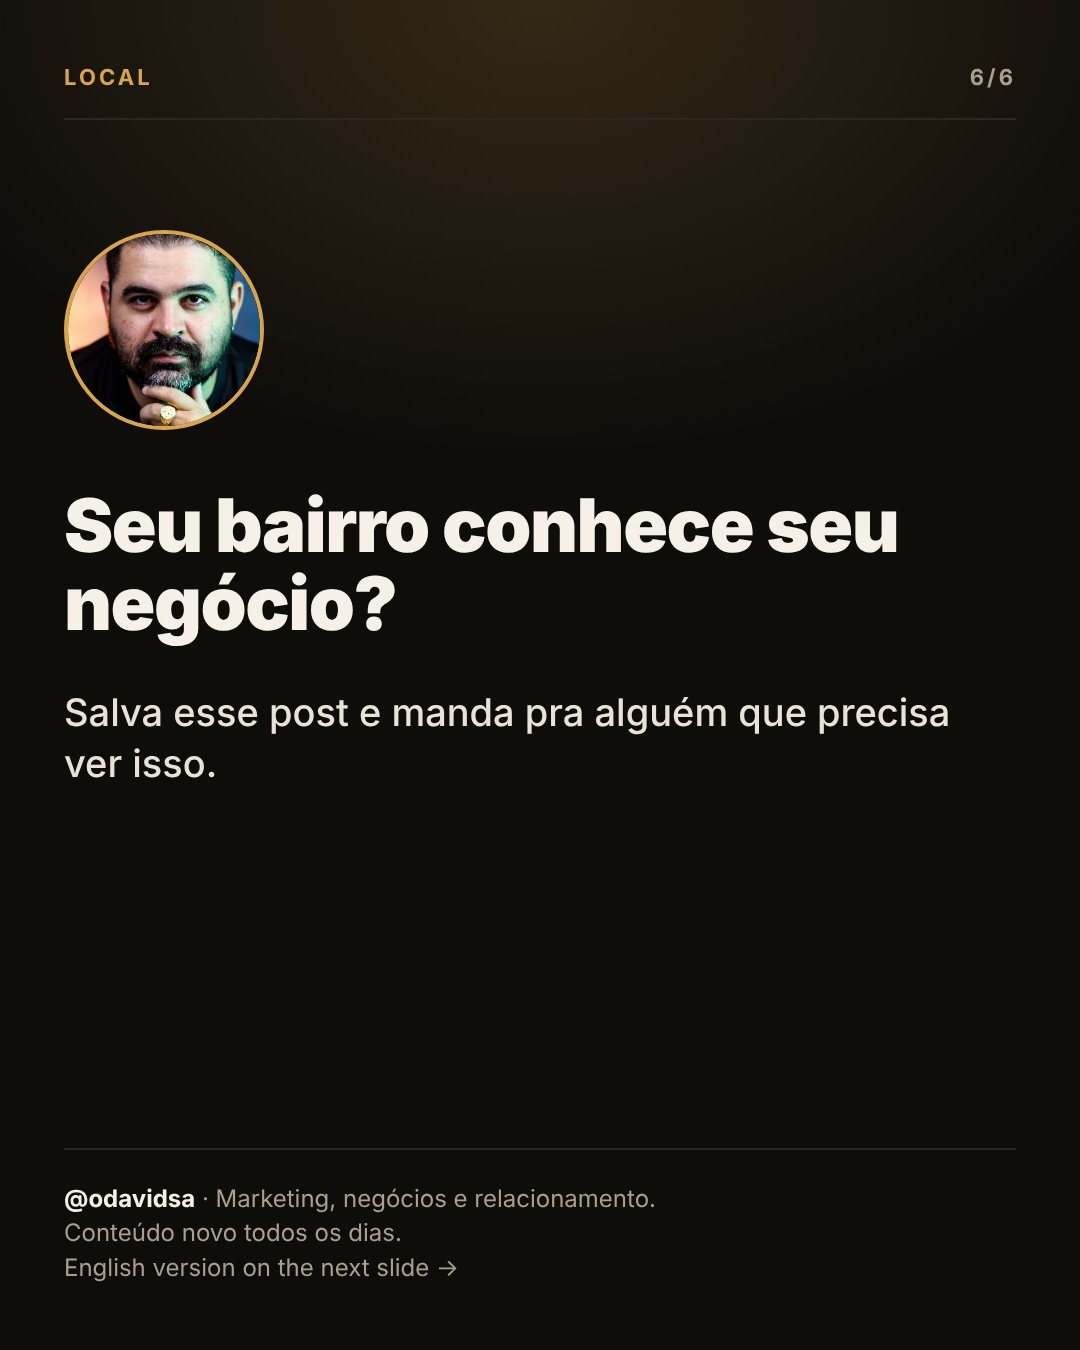 LOCAL
6/6
Seu bairro conhece seu
negócio?
Salva esse post e manda pra alguém que precisa
ver isso.
@odavidsa · Marketing, negócios e relacionamento.
Conteúdo novo todos os dias.
English version on the next slide →